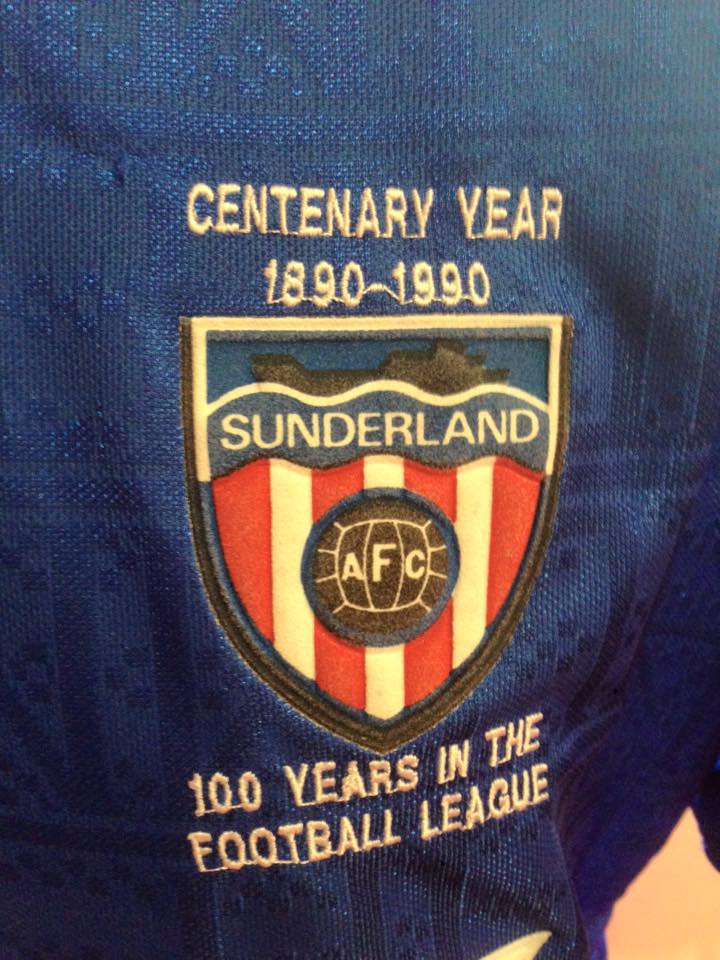 CENTENARY YEAR
1890-1990
SUNDERLAND
AFC
100 YEARS IN THE
FOOTBALL LEAGUE